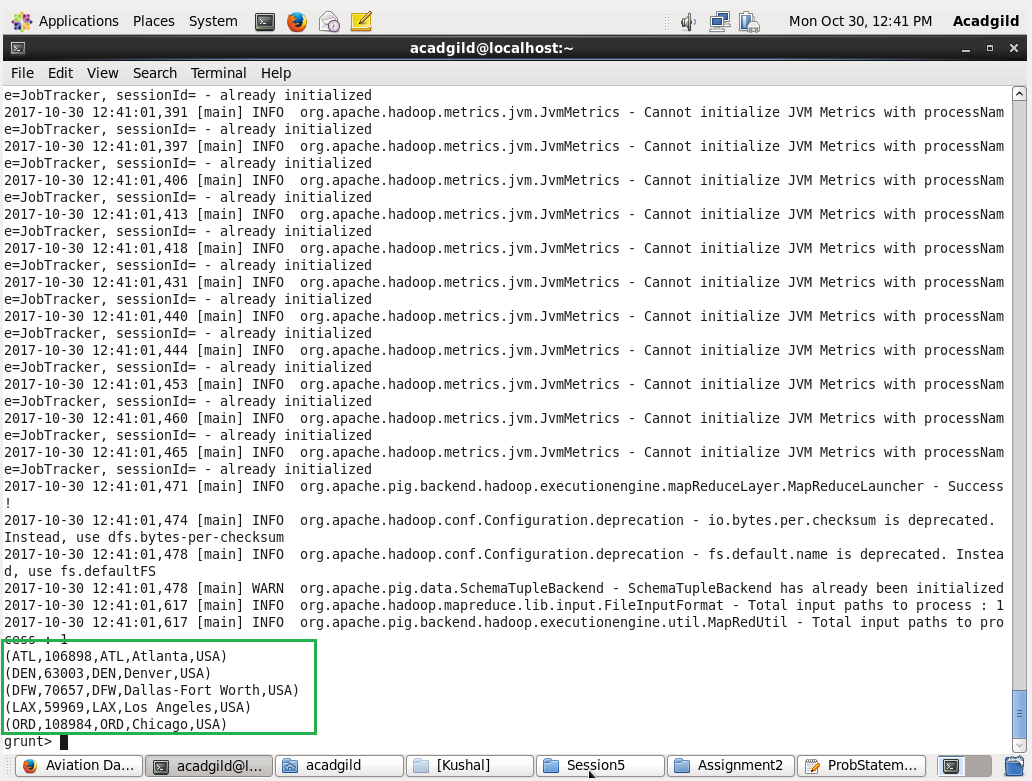 Applications Places System Mon Oct 30, 12:41 PM Acadgild
acadgild@localhost:~
File Edit View Search Terminal Help
e=JobTracker, sessionId= - already initialized
2017-10-30 12:41:01,391 [main] INFO  org.apache.hadoop.metrics.jvm.JvmMetrics - Cannot initialize JVM Metrics with processNam
e=JobTracker, sessionId= - already initialized
2017-10-30 12:41:01,397 [main] INFO  org.apache.hadoop.metrics.jvm.JvmMetrics - Cannot initialize JVM Metrics with processNam
e=JobTracker, sessionId= - already initialized
2017-10-30 12:41:01,406 [main] INFO  org.apache.hadoop.metrics.jvm.JvmMetrics - Cannot initialize JVM Metrics with processNam
e=JobTracker, sessionId= - already initialized
2017-10-30 12:41:01,413 [main] INFO  org.apache.hadoop.metrics.jvm.JvmMetrics - Cannot initialize JVM Metrics with processNam
e=JobTracker, sessionId= - already initialized
2017-10-30 12:41:01,418 [main] INFO  org.apache.hadoop.metrics.jvm.JvmMetrics - Cannot initialize JVM Metrics with processNam
e=JobTracker, sessionId= - already initialized
2017-10-30 12:41:01,431 [main] INFO  org.apache.hadoop.metrics.jvm.JvmMetrics - Cannot initialize JVM Metrics with processNam
e=JobTracker, sessionId= - already initialized
2017-10-30 12:41:01,440 [main] INFO  org.apache.hadoop.metrics.jvm.JvmMetrics - Cannot initialize JVM Metrics with processNam
e=JobTracker, sessionId= - already initialized
2017-10-30 12:41:01,444 [main] INFO  org.apache.hadoop.metrics.jvm.JvmMetrics - Cannot initialize JVM Metrics with processNam
e=JobTracker, sessionId= - already initialized
2017-10-30 12:41:01,453 [main] INFO  org.apache.hadoop.metrics.jvm.JvmMetrics - Cannot initialize JVM Metrics with processNam
e=JobTracker, sessionId= - already initialized
2017-10-30 12:41:01,460 [main] INFO  org.apache.hadoop.metrics.jvm.JvmMetrics - Cannot initialize JVM Metrics with processNam
e=JobTracker, sessionId= - already initialized
2017-10-30 12:41:01,465 [main] INFO  org.apache.hadoop.metrics.jvm.JvmMetrics - Cannot initialize JVM Metrics with processNam
e=JobTracker, sessionId= - already initialized
2017-10-30 12:41:01,471 [main] INFO  org.apache.pig.backend.hadoop.executionengine.mapReduceLayer.MapReduceLauncher - Success
!
2017-10-30 12:41:01,474 [main] INFO  org.apache.hadoop.conf.Configuration.deprecation - io.bytes.per.checksum is deprecated.
Instead, use dfs.bytes-per-checksum
2017-10-30 12:41:01,478 [main] INFO  org.apache.hadoop.conf.Configuration.deprecation - fs.default.name is deprecated. Instea
d, use fs.defaultFS
2017-10-30 12:41:01,478 [main] WARN  org.apache.pig.data.SchemaTupleBackend - SchemaTupleBackend has already been initialized
2017-10-30 12:41:01,617 [main] INFO  org.apache.hadoop.mapreduce.lib.input.FileInputFormat - Total input paths to process : 1
2017-10-30 12:41:01,617 [main] INFO  org.apache.pig.backend.hadoop.executionengine.util.MapRedUtil - Total input paths to pro
cess : 1
(ATL,106898,ATL,Atlanta,USA)
(DEN,63003,DEN,Denver,USA)
(DFW,70657,DFW,Dallas-Fort Worth,USA)
(LAX,59969,LAX,Los Angeles,USA)
(ORD,108984,ORD,Chicago,USA)
grunt>
Aviation Da... acadgild@l... acadgild [Kushal] Session5 Assignment2 ProbStatem...